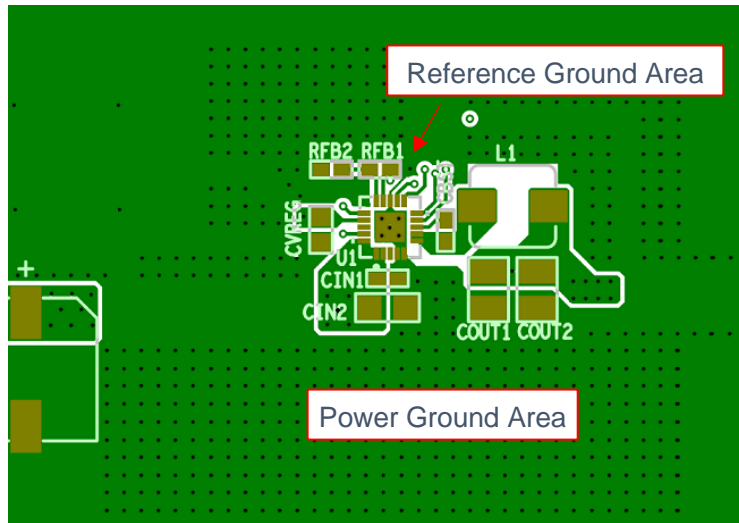 Reference Ground Area
RFB2 RFB1
L1
CVREG
U1
CIN1
CIN2
+
COUT1 COUT2
Power Ground Area